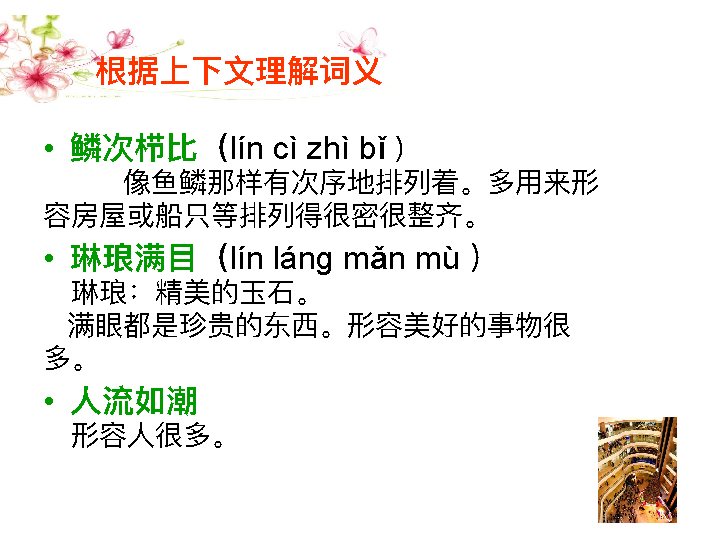 根据上下文理解词义
• 鳞次栉比（lín cì zhì bǐ）
像鱼鳞那样有次序地排列着。多用来形
容房屋或船只等排列得很密很整齐。
• 琳琅满目（lín láng mǎn mù ）
琳琅：精美的玉石。
满眼都是珍贵的东西。形容美好的事物很
多。
• 人流如潮
形容人很多。